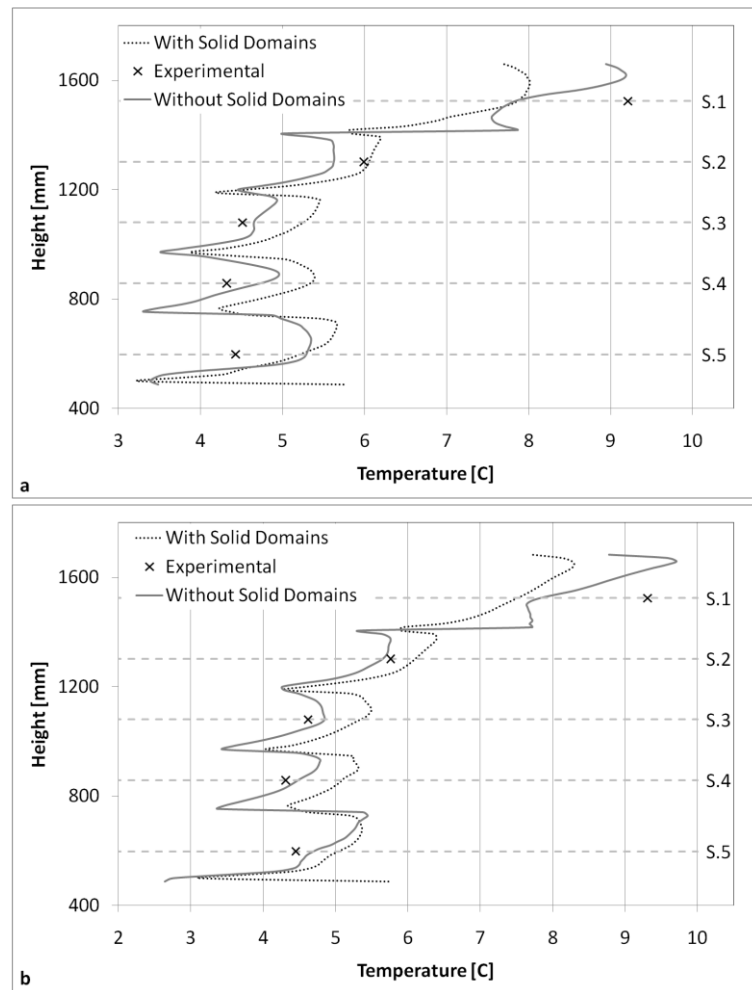 With Solid Domains
Experimental
Without Solid Domains
1600
1200
800
400
Height [mm]
S.1
S.2
S.3
S.4
S.5
3 4 5 6 7 8 9 10
Temperature [C]
a
With Solid Domains
Experimental
Without Solid Domains
1600
1200
800
400
Height [mm]
S.1
S.2
S.3
S.4
S.5
2 3 4 5 6 7 8 9 10
Temperature [C]
b